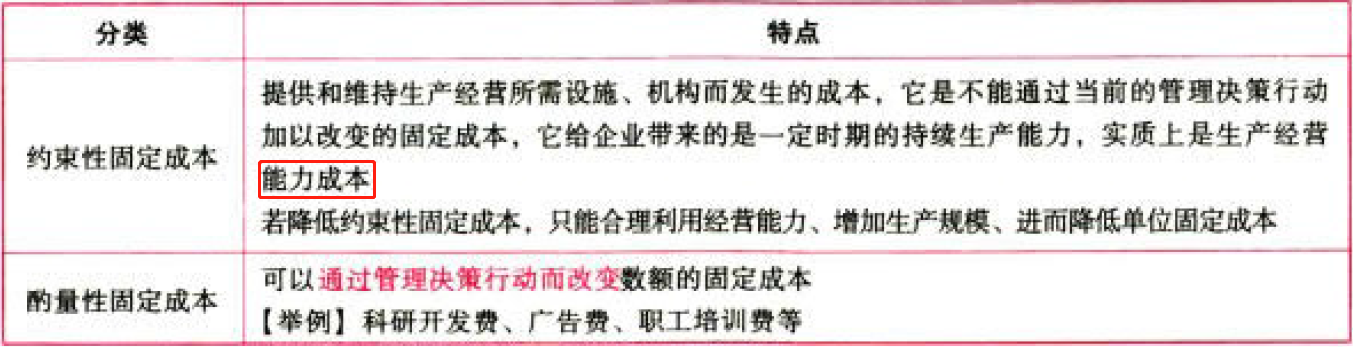 分类
特点
约束性固定成本
提供和维持生产经营所需设施、机构而发生的成本，它是不能通过当前的管理决策行动
加以改变的固定成本，它给企业带来的是一定时期的持续生产能力，实质上是生产经营
能力成本
若降低约束性固定成本，只能合理利用经营能力、增加生产规模、进而降低单位固定成本
酌量性固定成本
可以通过管理决策行动而改变数额的固定成本
【举例】科研开发费、广告费、职工培训费等